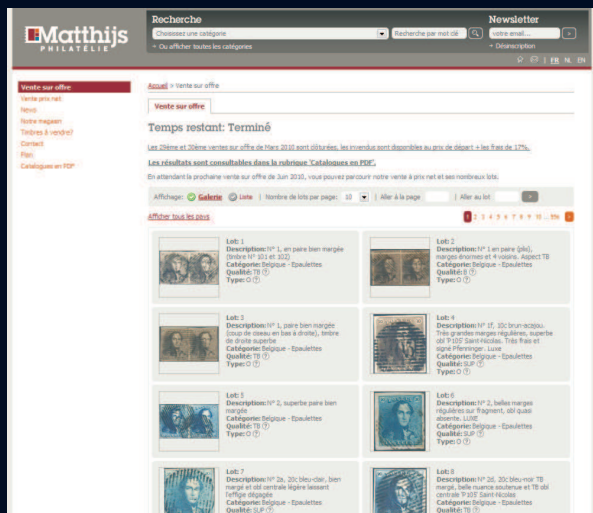 Matthijs
PHILATÉLIE
Recherche
Choisissez une catégorie
Recherche par mot clé
» Ou afficher toutes les catégories
Newsletter
votre email...
» Désinscription
| FR NL EN
Vente sur offre
Vente prix net
News
Notre magasin
Timbres à vendre?
Contact
Plan
Catalogues en PDF
Accueil > Vente sur offre
Vente sur offre
Temps restant: Terminé
Les 29ème et 30ème ventes sur offre de Mars 2010 sont clôturées, les invendus sont disponibles au prix de départ + les frais de 17%.
Les résultats sont consultables dans la rubrique 'Catalogues en PDF'.
En attendant la prochaine vente sur offre de Juin 2010, vous pouvez parcourir notre vente à prix net et ses nombreux lots.
Affichage: Galerie Liste | Nombre de lots par page: 10 | Aller à la page | Aller au lot
Afficher tous les pays
1 2 3 4 5 6 7 8 9 10 ... 556
Lot: 1
Description: N° 1, en paire bien margée
(timbre N° 101 et 102)
Catégorie: Belgique - Epaulettes
Qualité: TB ?
Type: O ?
Lot: 2
Description: N° 1 en paire (plis),
marges énormes et 4 voisins. Aspect TB
Catégorie: Belgique - Epaulettes
Qualité: B ?
Type: O ?
Lot: 3
Description: N° 1, paire bien margée
(coup de ciseau en bas à droite), timbre
de droite superbe
Catégorie: Belgique - Epaulettes
Qualité: TB ?
Type: O ?
Lot: 4
Description: N° 1f, 10c brun-acajou.
Très grandes marges régulières, superbe
obl 'P105' Saint-Nicolas. Très frais et
signé Pfenninger. Luxe
Catégorie: Belgique - Epaulettes
Qualité: SUP ?
Type: O ?
Lot: 5
Description: N° 2, superbe paire bien
margée
Catégorie: Belgique - Epaulettes
Qualité: TB ?
Type: O ?
Lot: 6
Description: N° 2, belles marges
régulières sur fragment, obl quasi
absente. LUXE
Catégorie: Belgique - Epaulettes
Qualité: SUP ?
Type: O ?
Lot: 7
Description: N° 2a, 20c bleu-clair, bien
margé et obl centrale légère laissant
l'effigie dégagée
Catégorie: Belgique - Epaulettes
Qualité: SUP ?
Lot: 8
Description: N° 2d, 20c bleu-noir TB
margé, belle nuance soutenue et TB obl
centrale 'P105' Saint-Nicolas
Catégorie: Belgique - Epaulettes
Qualité: TB ?